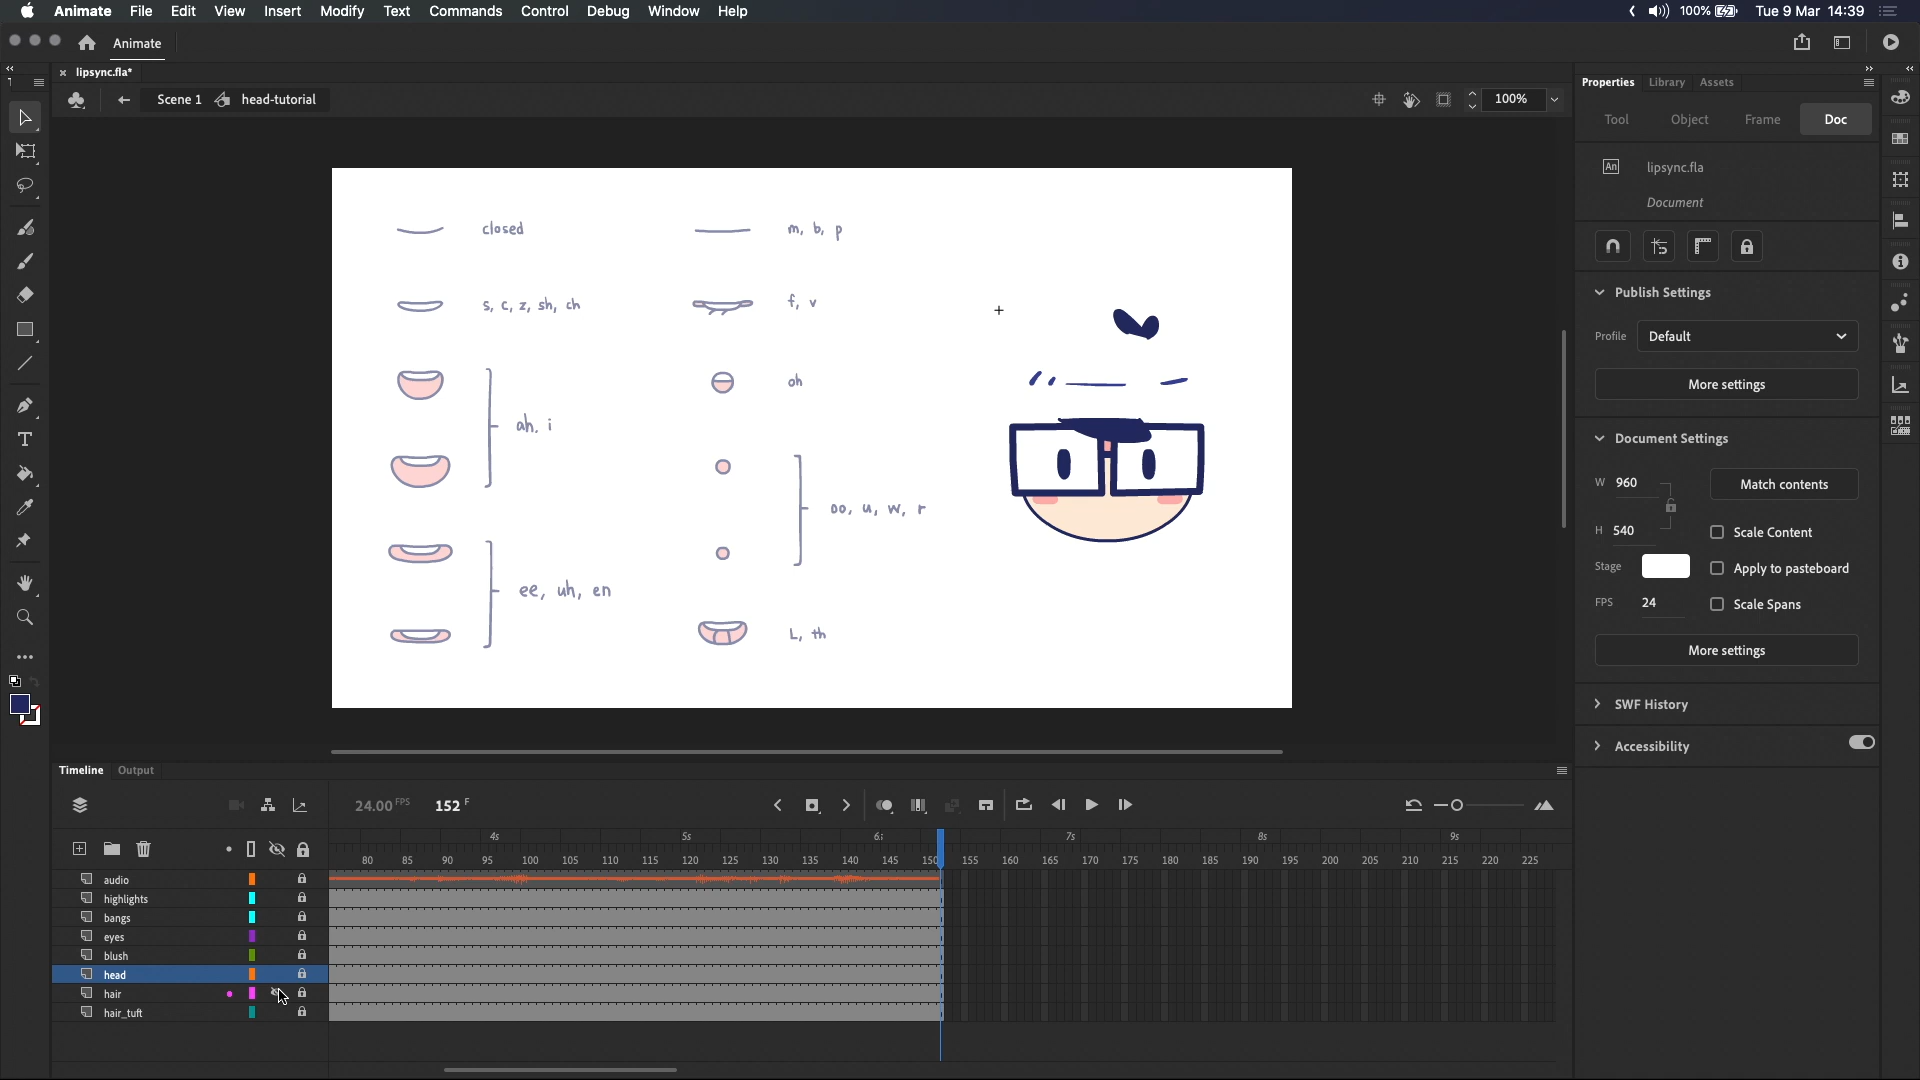 Animate File Edit View Insert Modify Text Commands Control Debug Window Help 100% Tue 9 Mar 14:39
Animate
lipsync.fla*
Scene 1 head-tutorial 100%
closed m, b, p
s, c, z, sh, ch f, v
oh
ah, i
oo, u, w, r
ee, uh, en
L, th
Properties Library Assets
Tool Object Frame Doc
An lipsync.fla
Document
Publish Settings
Profile Default
More settings
Document Settings
W 960 Match contents
H 540 Scale Content
Stage Apply to pasteboard
FPS 24 Scale Spans
More settings
SWF History
Accessibility
Timeline Output
24.00 FPS 152 F
4s 5s 7s 8s 9s
80 85 90 95 100 105 110 115 120 125 130 135 140 145 150 155 160 165 170 175 180 185 190 195 200 205 210 215 220 225
audio
highlights
bangs
eyes
blush
head
hair
hair_tuft